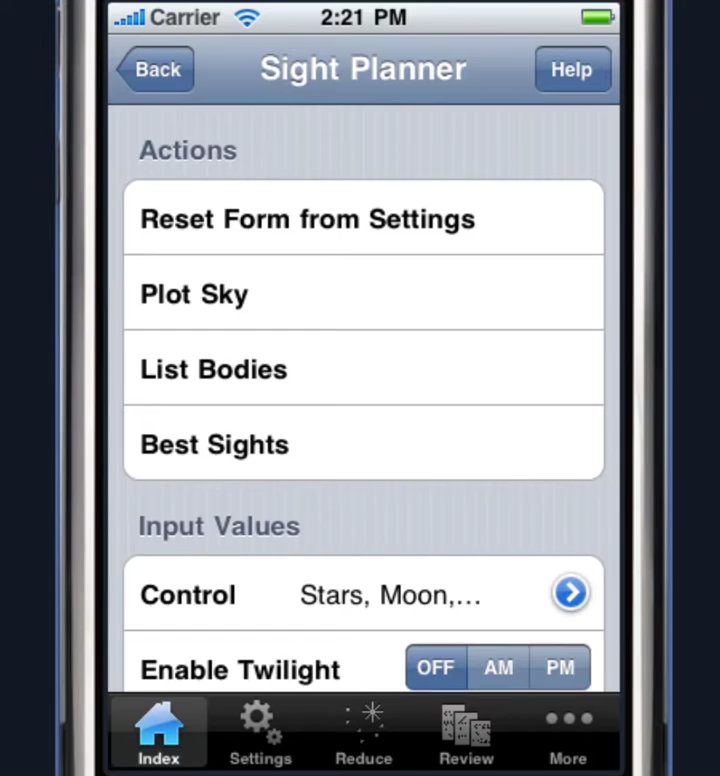 Carrier 2:21 PM
Back Sight Planner Help
Actions
Reset Form from Settings
Plot Sky
List Bodies
Best Sights
Input Values
Control Stars, Moon,...
Enable Twilight OFF AM PM
Index Settings Reduce Review More